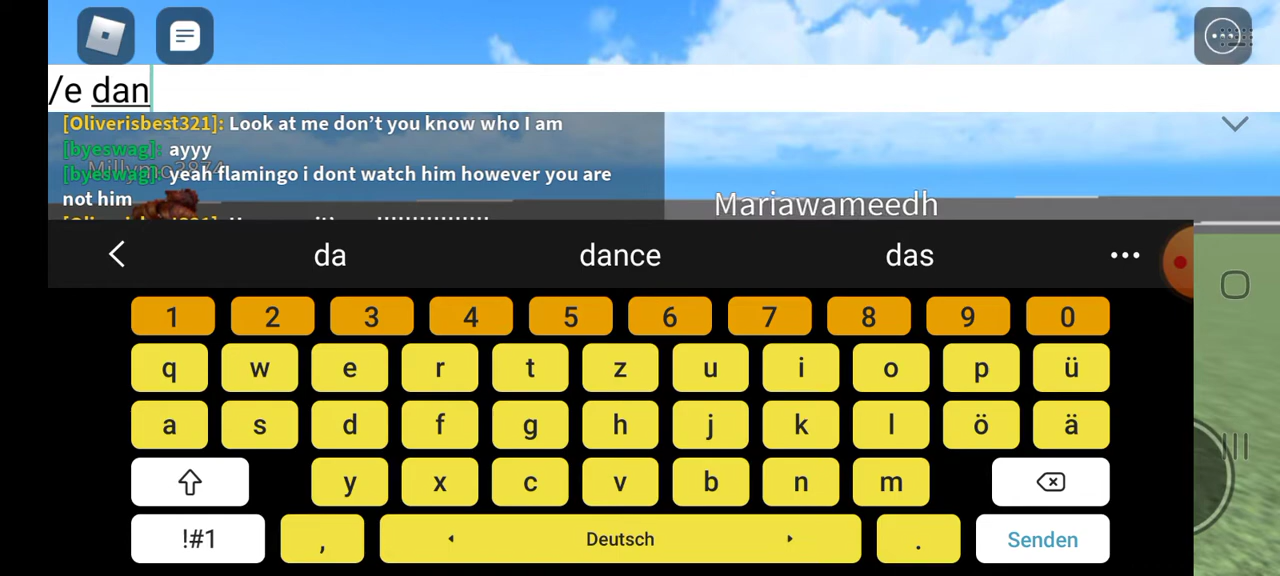 /e dan
[Oliverisbest321]: Look at me don't you know who I am
[byeswag]: ayyy
[byeswag]: yeah flamingo i dont watch him however you are
not him
Mariawameedh
da dance das
1 2 3 4 5 6 7 8 9 0
q w e r t z u i o p ü
a s d f g h j k l ö ä
y x c v b n m
!#1 , Deutsch . Senden